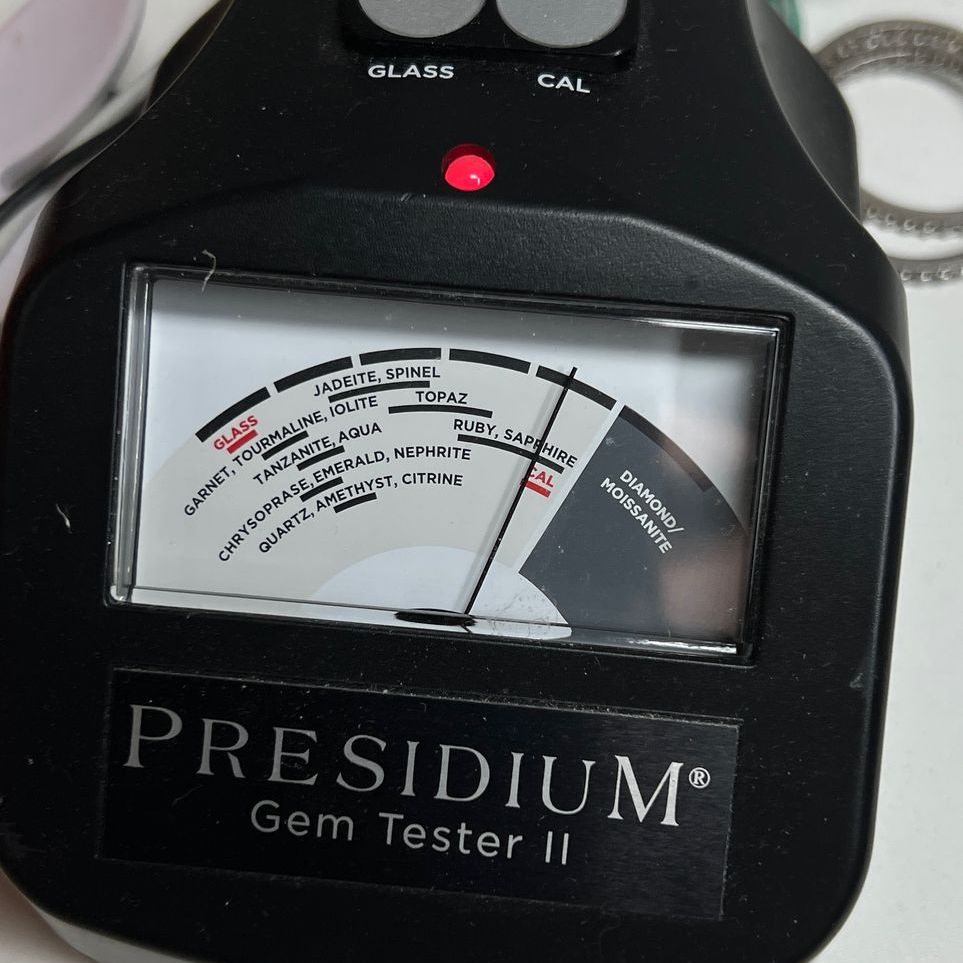 GLASS
CAL
JADEITE, SPINEL
TOPAZ
GLASS
GARNET, TOURMALINE, IOLITE
RUBY, SAPPHIRE
TANZANITE, AQUA
CAL
CHRYSOPRASE, EMERALD, NEPHRITE
QUARTZ, AMETHYST, CITRINE
DIAMOND/
MOISSANITE
PRESIDIUM®
Gem Tester II